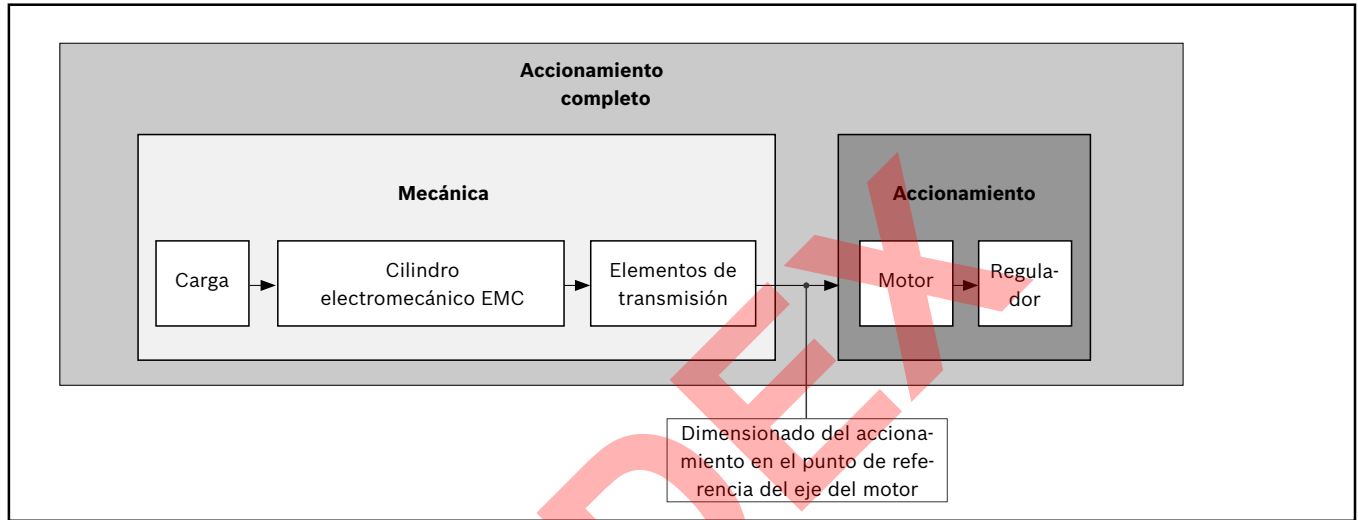 Accionamiento
completo
Mecánica
Accionamiento
Carga
Cilindro
electromecánico EMC
Elementos de
transmisión
Motor
Regula-
dor
Dimensionado del acciona-
miento en el punto de refe-
rencia del eje del motor